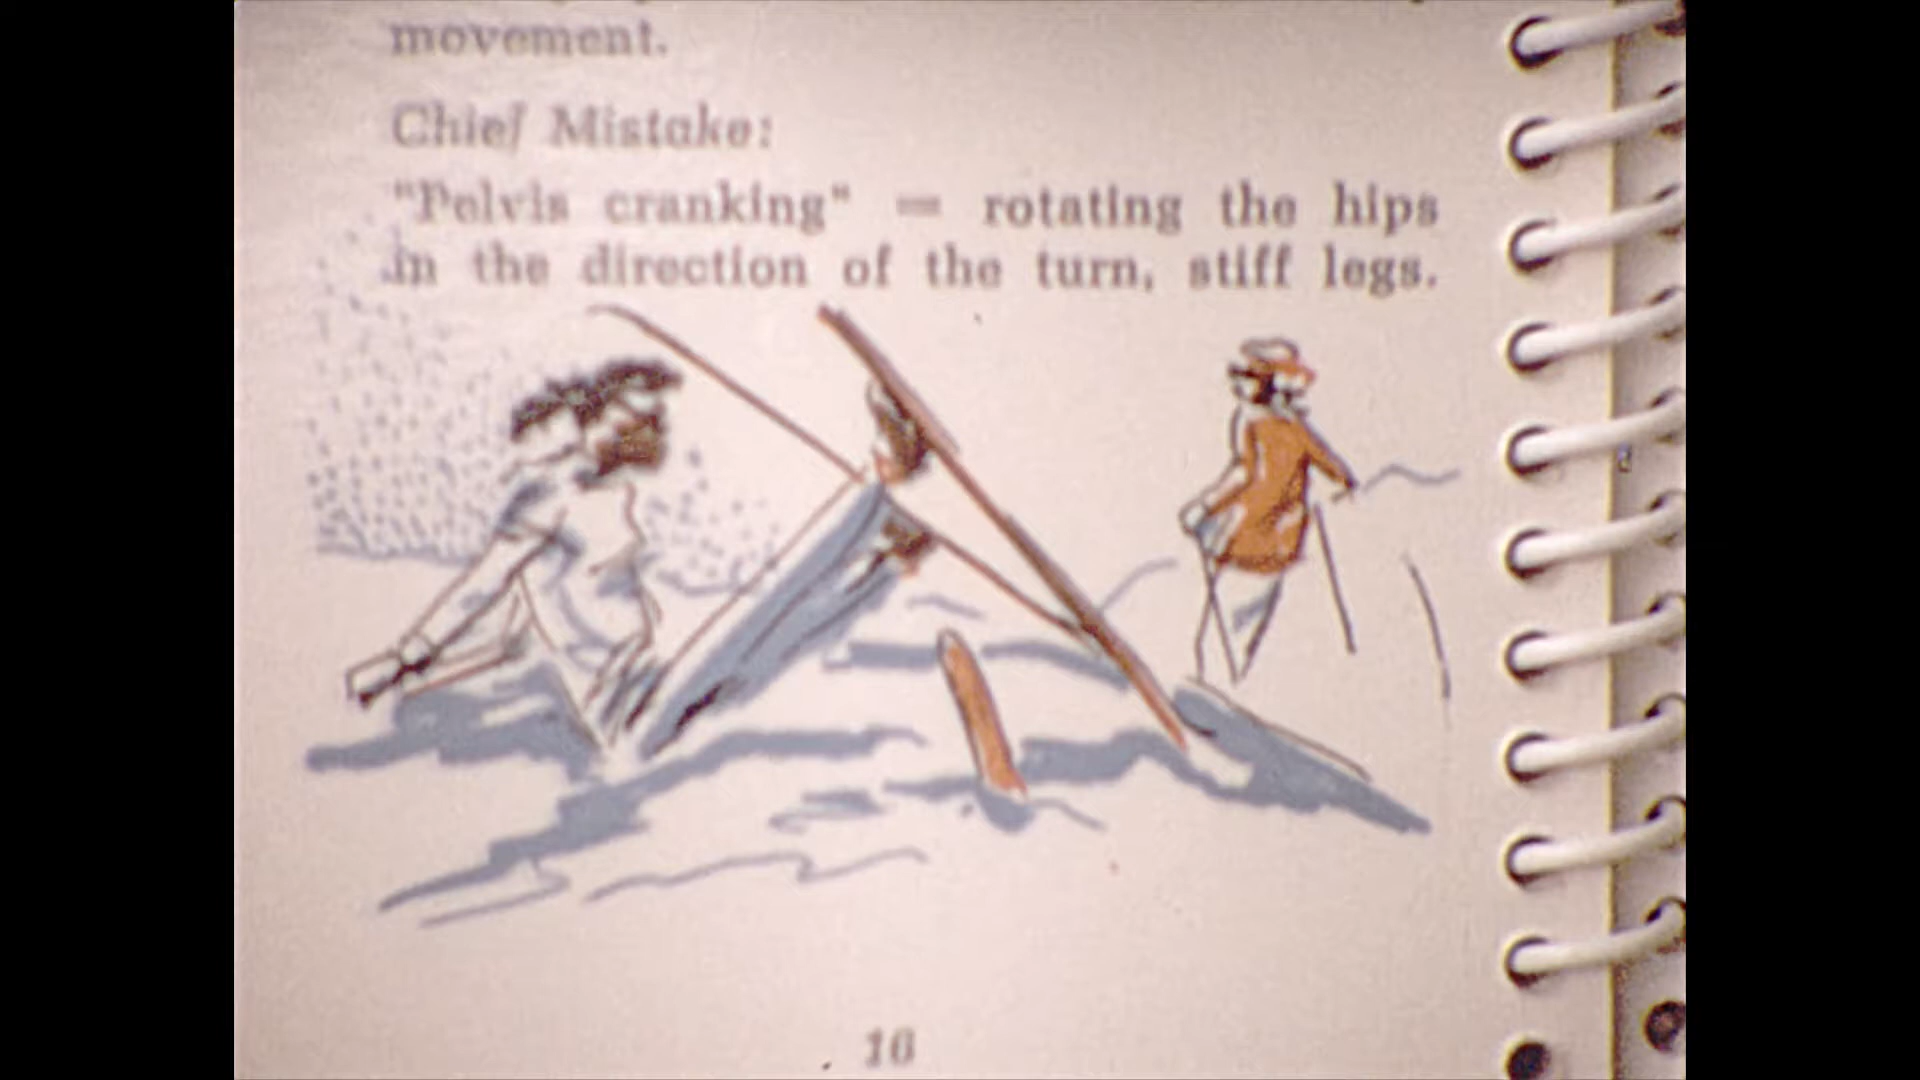 movement.
Chief Mistake:
"Pelvis cranking" — rotating the hips
in the direction of the turn, stiff legs.
16